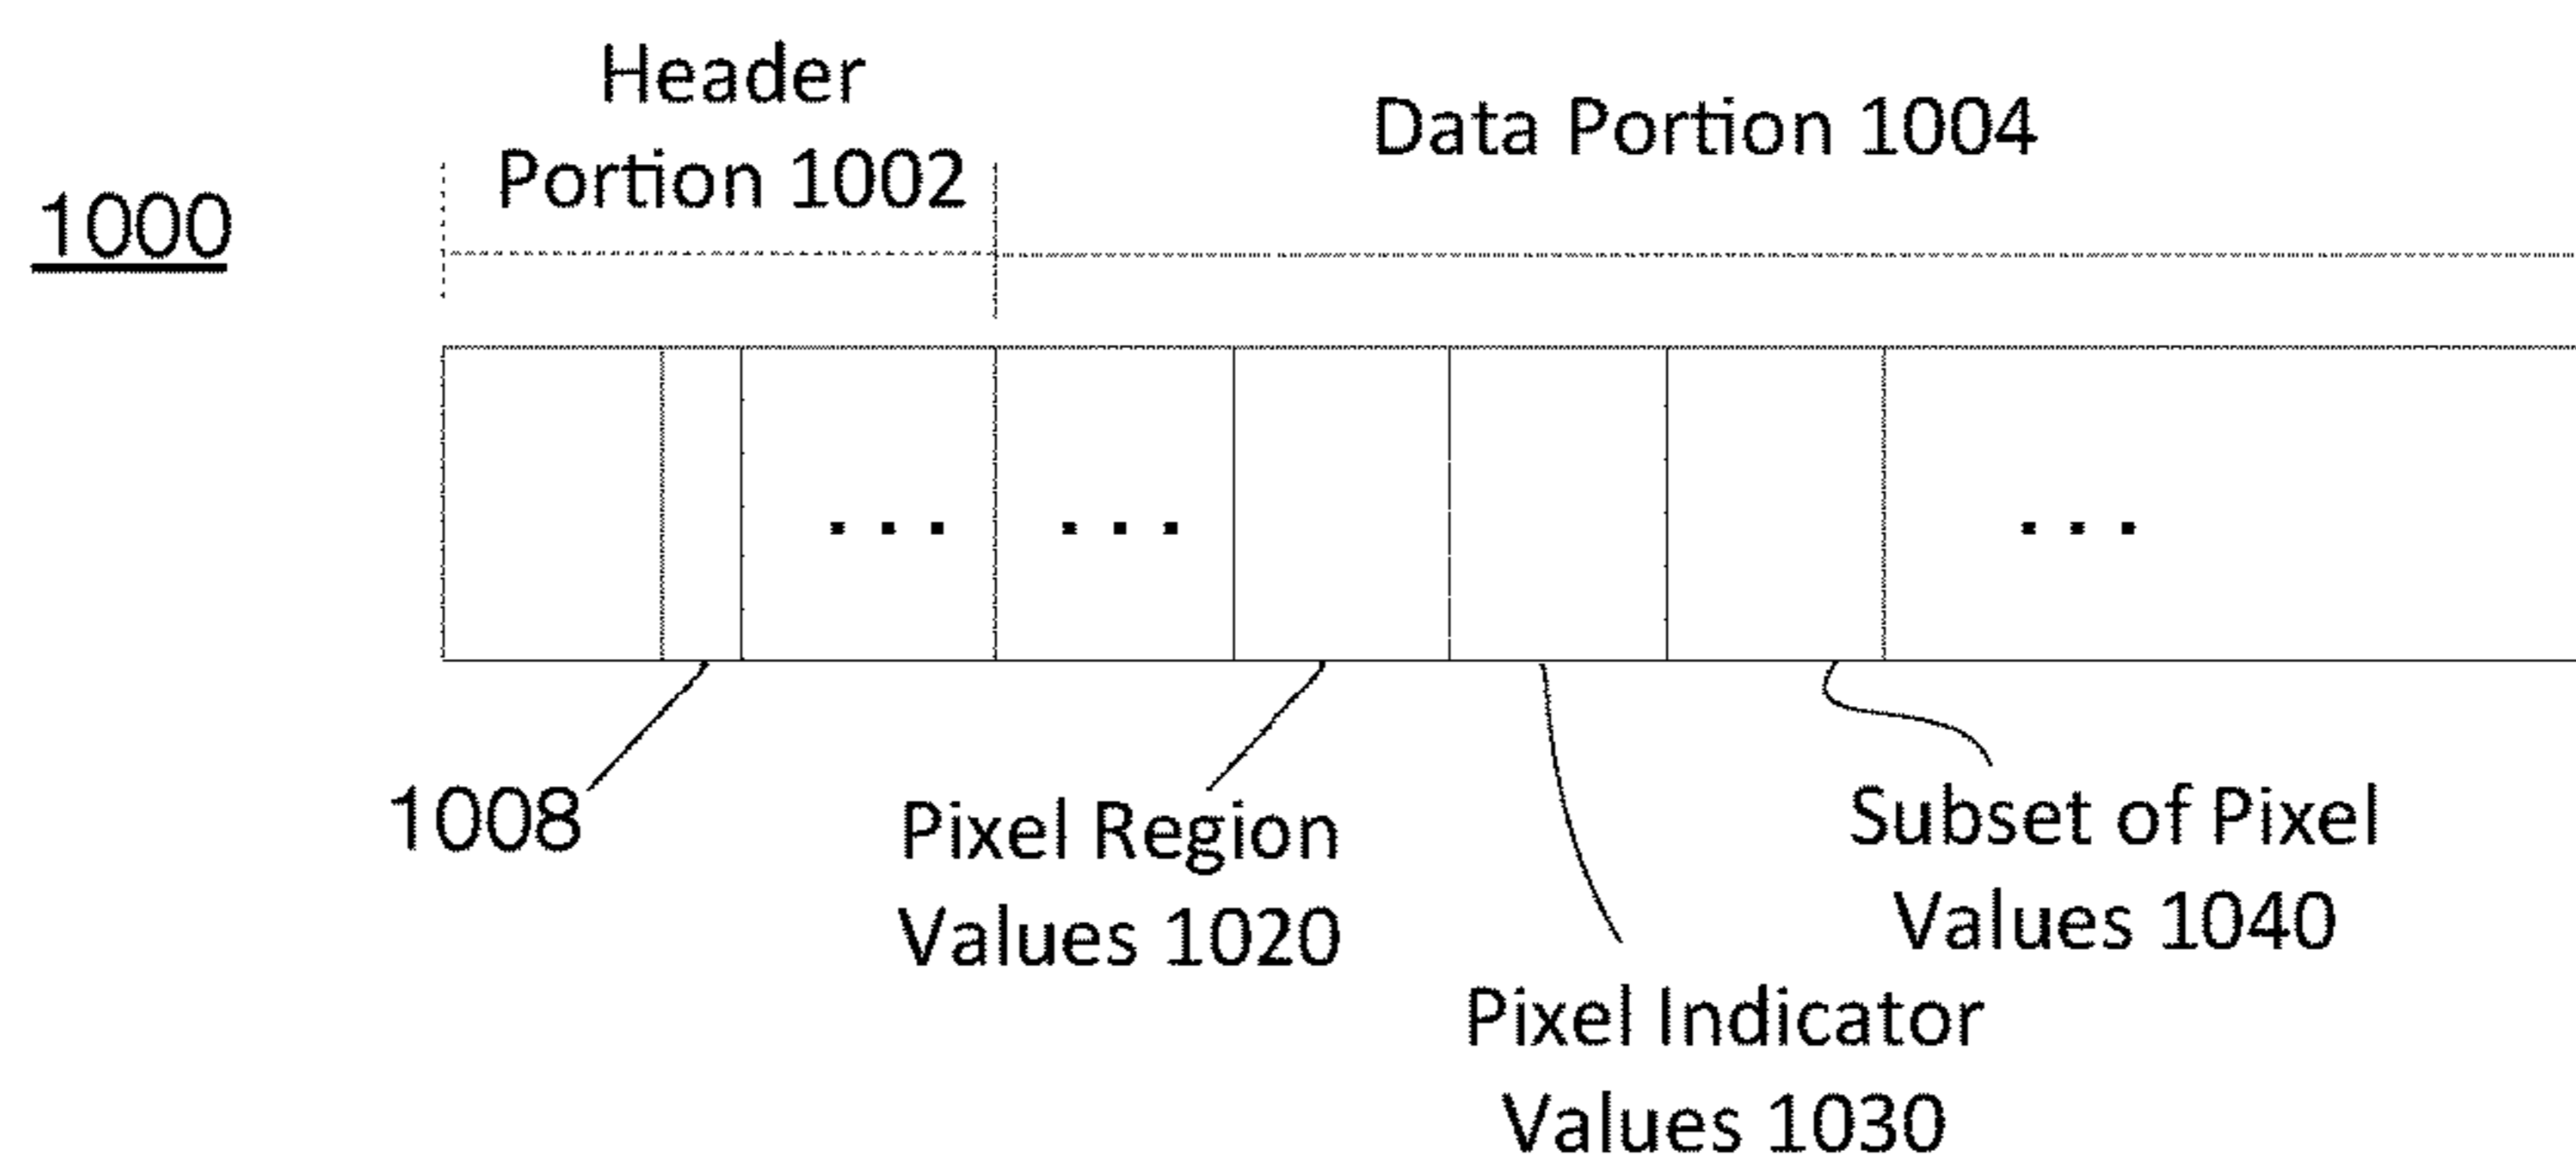 Header
Portion 1002
Data Portion 1004
1000
. . .
. . .
. . .
1008
Pixel Region
Values 1020
Pixel Indicator
Values 1030
Subset of Pixel
Values 1040